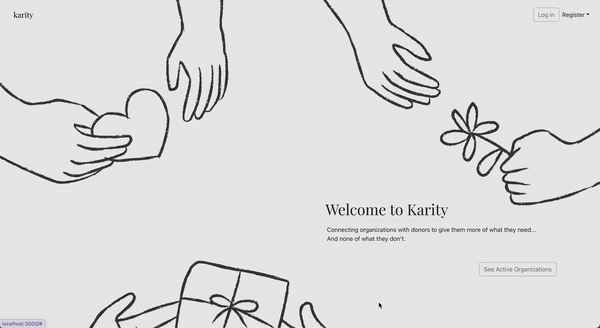 karity
Log in
Register
Welcome to Karity
Connecting organizations with donors to give them more of what they need...
And none of what they don't.
See Active Organizations
localhost:3000/#